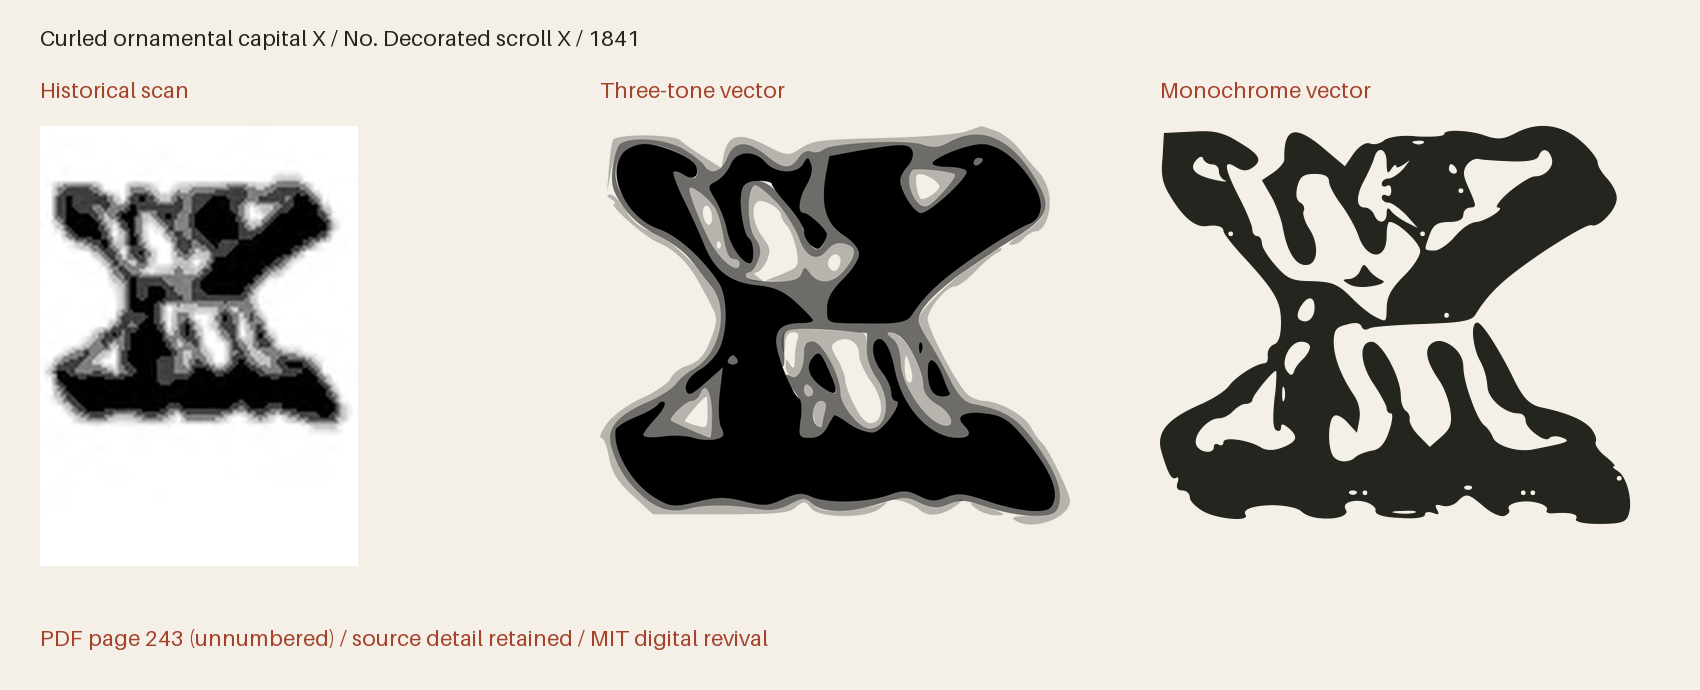 Curled ornamental capital X / No. Decorated scroll X / 1841
Historical scan
Three-tone vector
Monochrome vector
X
X
X
PDF page 243 (unnumbered) / source detail retained / MIT digital revival